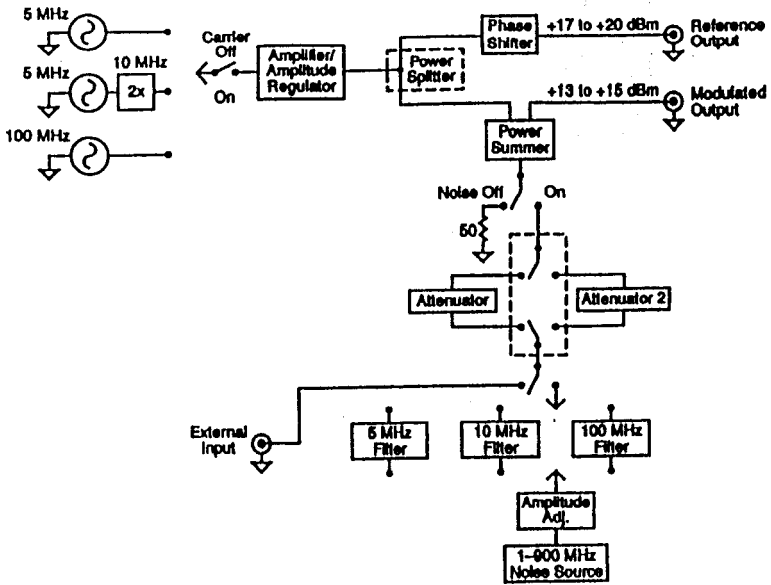 5 MHz
5 MHz
10 MHz
2x
100 MHz
Carrier
Off
On
Amplifier/
Amplitude
Regulator
Power
Splitter
Phase
Shifter
+17 to +20 dBm
Reference
Output
+13 to +15 dBm
Modulated
Output
Power
Summer
Noise Off
On
50
Attenuator
Attenuator 2
External
Input
5 MHz
Filter
10 MHz
Filter
100 MHz
Filter
Amplitude
Adj.
1–900 MHz
Noise Source